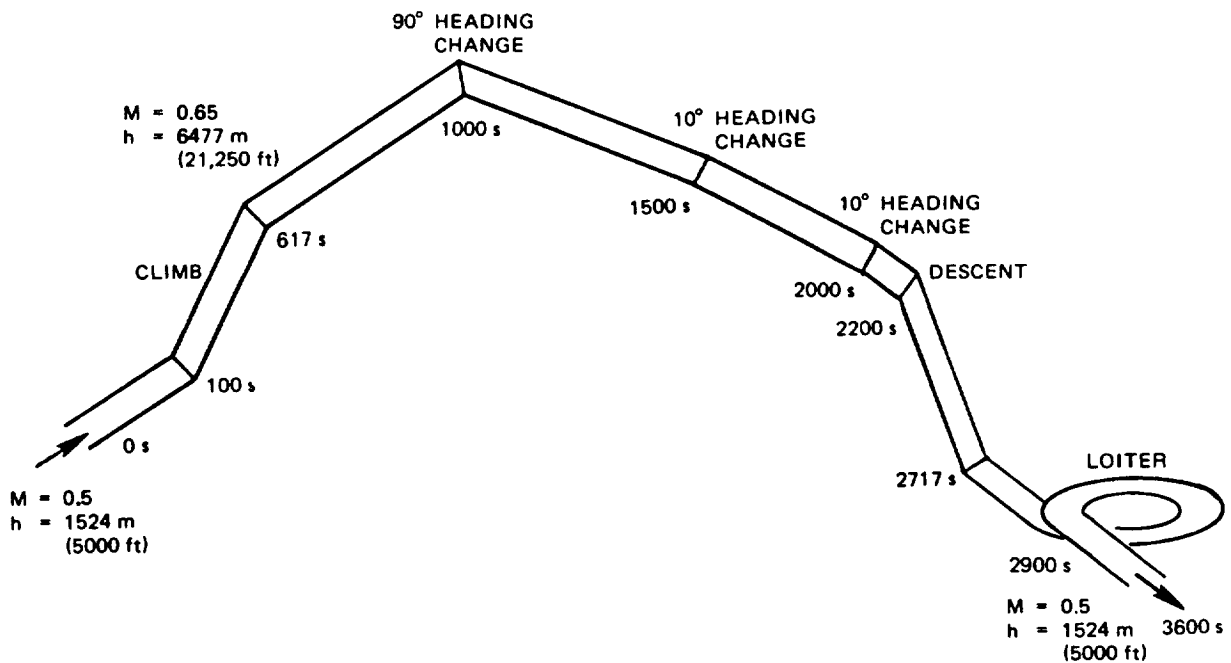 90° HEADING
CHANGE
M = 0.65
h = 6477 m
(21,250 ft)
1000 s
10° HEADING
CHANGE
1500 s
10° HEADING
CHANGE
617 s
CLIMB
2000 s
DESCENT
2200 s
100 s
0 s
M = 0.5
h = 1524 m
(5000 ft)
2717 s
LOITER
2900 s
M = 0.5
h = 1524 m
(5000 ft)
3600 s